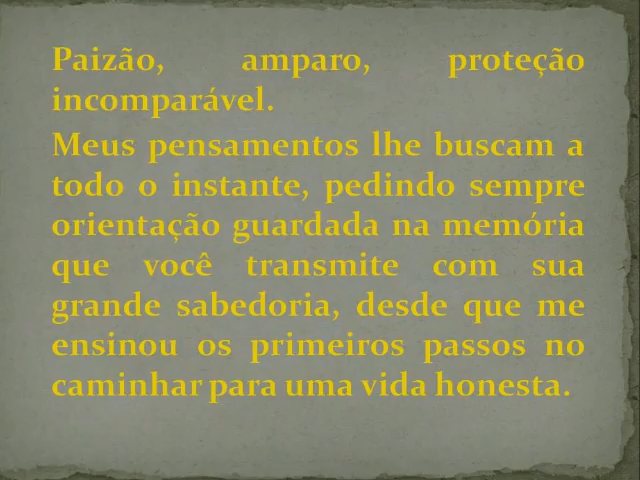 Paizão, amparo, proteção
incomparável.
Meus pensamentos lhe buscam a
todo o instante, pedindo sempre
orientação guardada na memória
que você transmite com sua
grande sabedoria, desde que me
ensinou os primeiros passos no
caminhar para uma vida honesta.